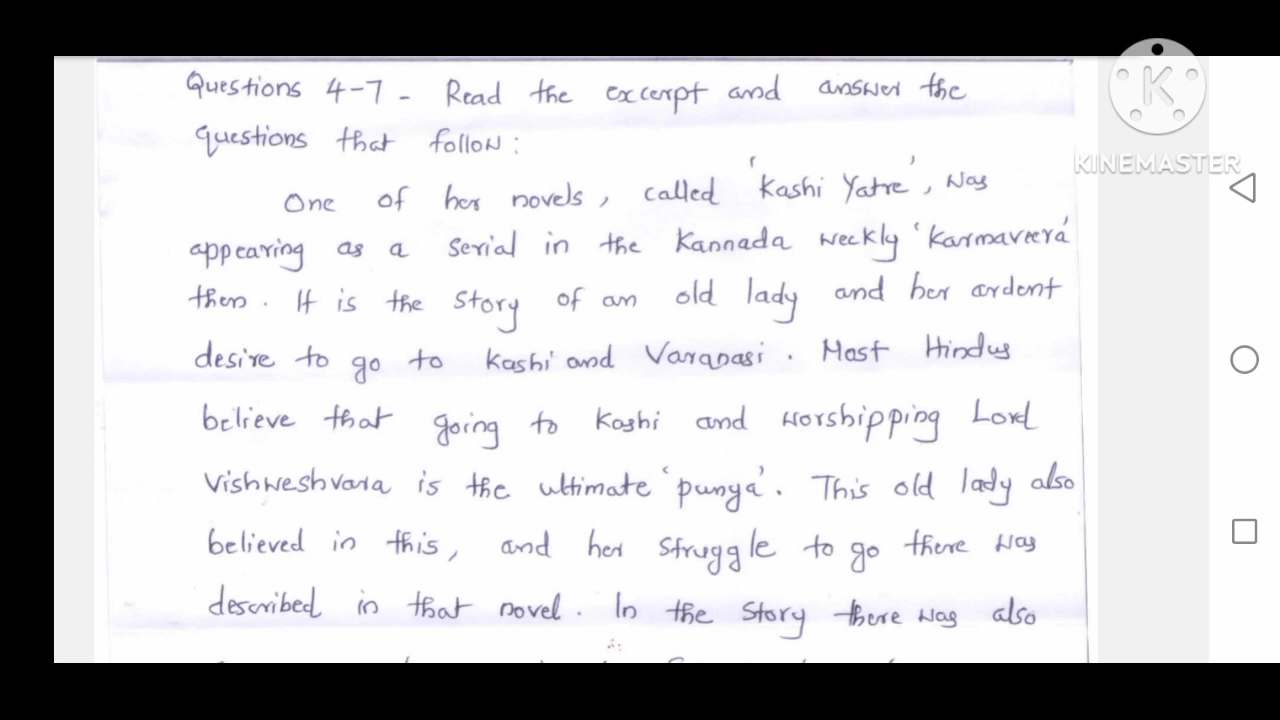 Questions 4-7 - Read the excerpt and answer the
questions that follow :
One of her novels, called 'Kashi Yatre', was
appearing as a serial in the Kannada weekly 'Karmaveera'
then. It is the story of an old lady and her ardent
desire to go to Kashi and Varanasi. Most Hindus
believe that going to Kashi and worshipping Lord
Vishweshvara is the ultimate 'punya'. This old lady also
believed in this, and her struggle to go there was
described in that novel. In the story there was also
K
KINEMASTER